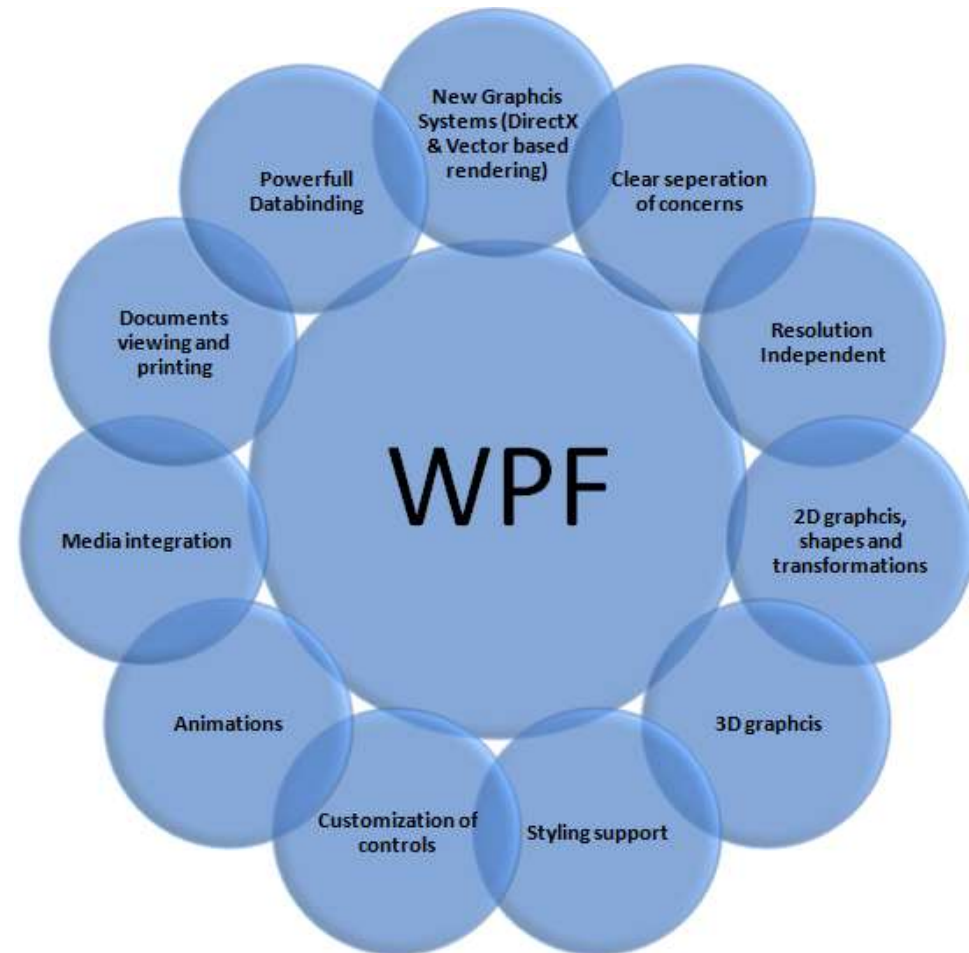 New Graphcis
Systems (DirectX
& Vector based
rendering)
Clear seperation
of concerns
Resolution
Independent
2D graphcis,
shapes and
transformations
3D graphcis
Styling support
Customization of
controls
Animations
Media integration
Documents
viewing and
printing
Powerfull
Databinding
WPF